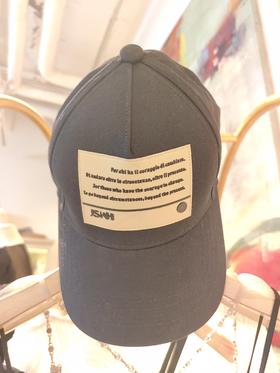 Per chi ha il coraggio di cambiare.
Di andare oltre le circostanze, oltre il presente.
For those who have the courage to change.
To go beyond circumstances, beyond the present.